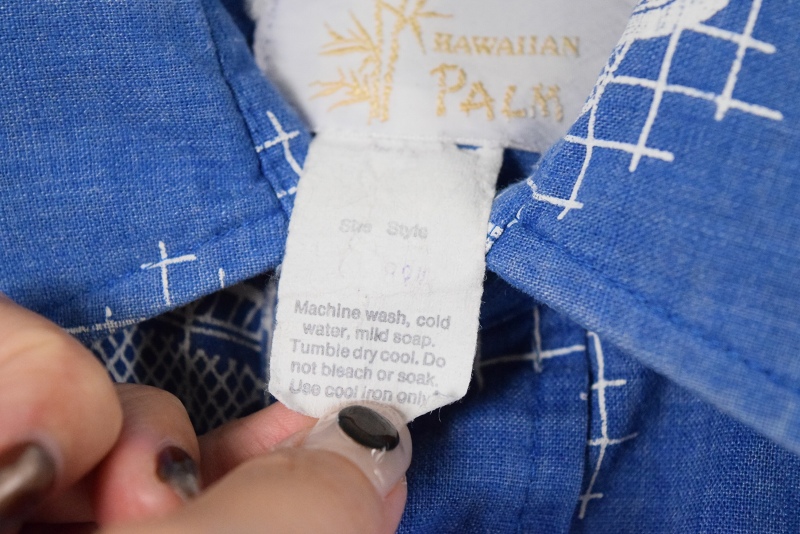 HAWAIIAN
PALM
Size Style
Machine wash, cold
water, mild soap.
Tumble dry cool. Do
not bleach or soak.
Use cool iron only